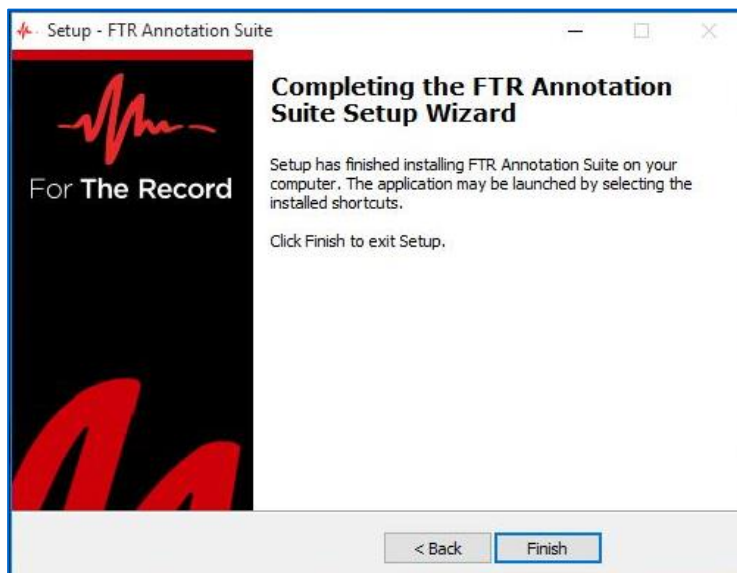 Setup - FTR Annotation Suite
For The Record
Completing the FTR Annotation
Suite Setup Wizard
Setup has finished installing FTR Annotation Suite on your
computer. The application may be launched by selecting the
installed shortcuts.
Click Finish to exit Setup.
< Back
Finish